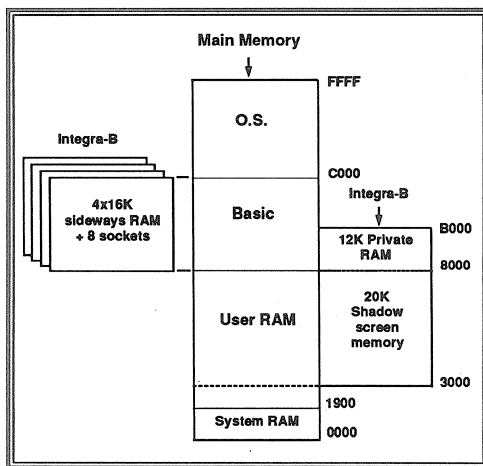 Main Memory
FFFF
O.S.
Integra-B
C000
4x16K
sideways RAM
+ 8 sockets
Basic
Integra-B
B000
12K Private
RAM
8000
User RAM
20K
Shadow
screen
memory
3000
1900
System RAM
0000